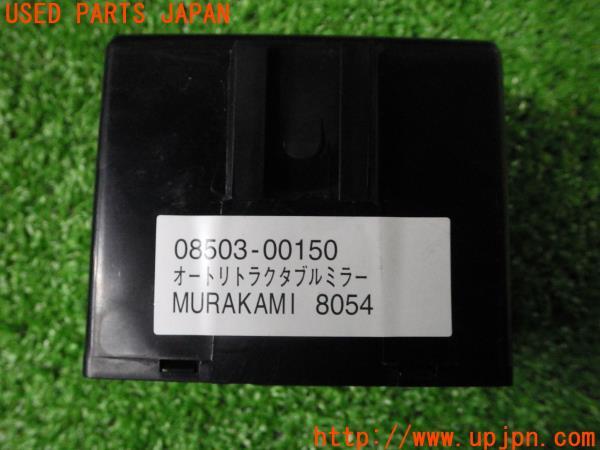 USED PARTS JAPAN
08503-00150
オートリトラクタブルミラー
MURAKAMI 8054
UPJ
http://www.upjpn.com